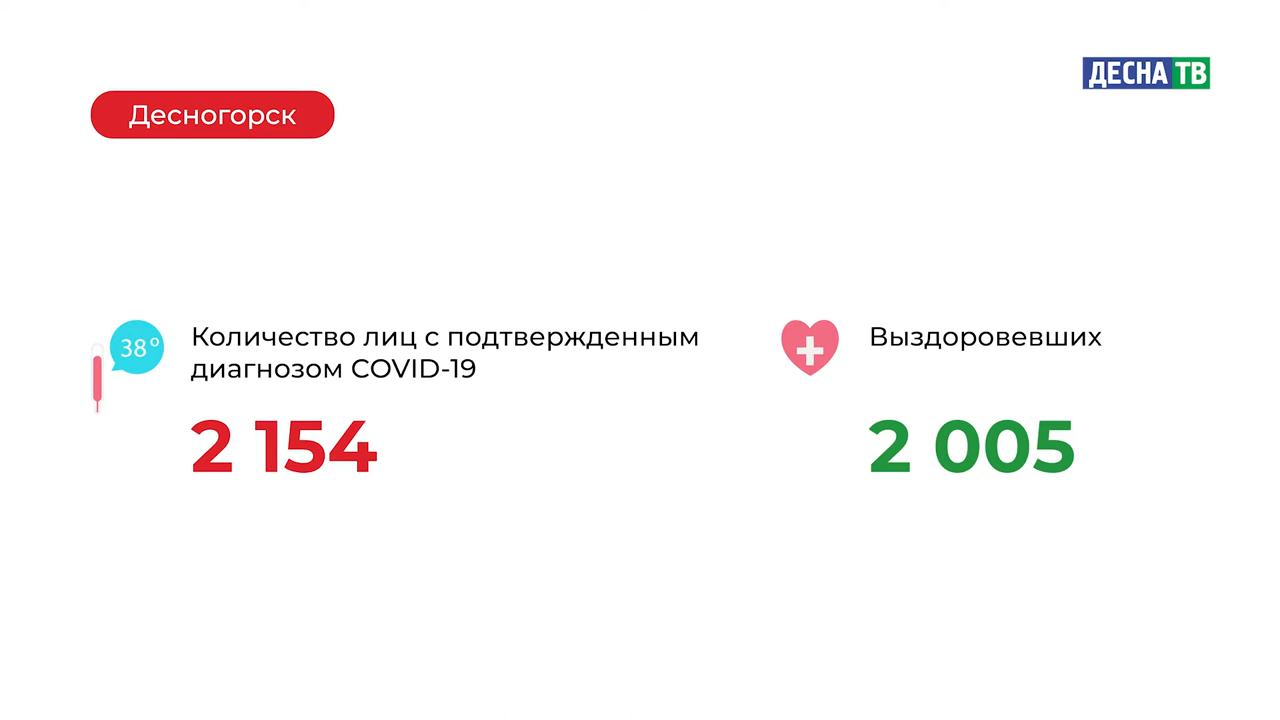 ДЕСНА ТВ
Десногорск
38°
Количество лиц с подтвержденным
диагнозом COVID-19
2 154
Выздоровевших
2 005